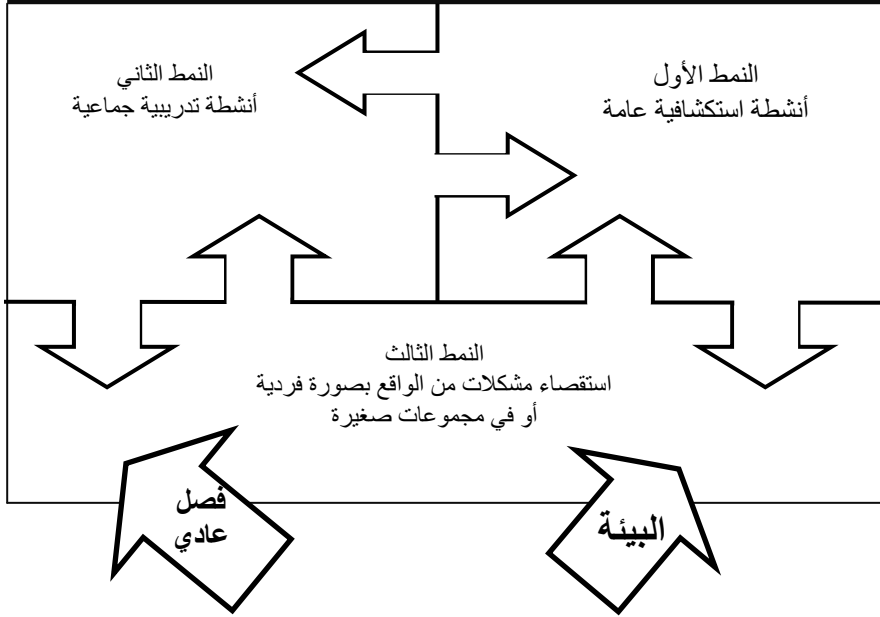 النمط الأول
أنشطة استكشافية عامة
النمط الثاني
أنشطة تدريبية جماعية
النمط الثالث
استقصاء مشكلات من الواقع بصورة فردية
أو في مجموعات صغيرة
البيئة
فصل
عادي